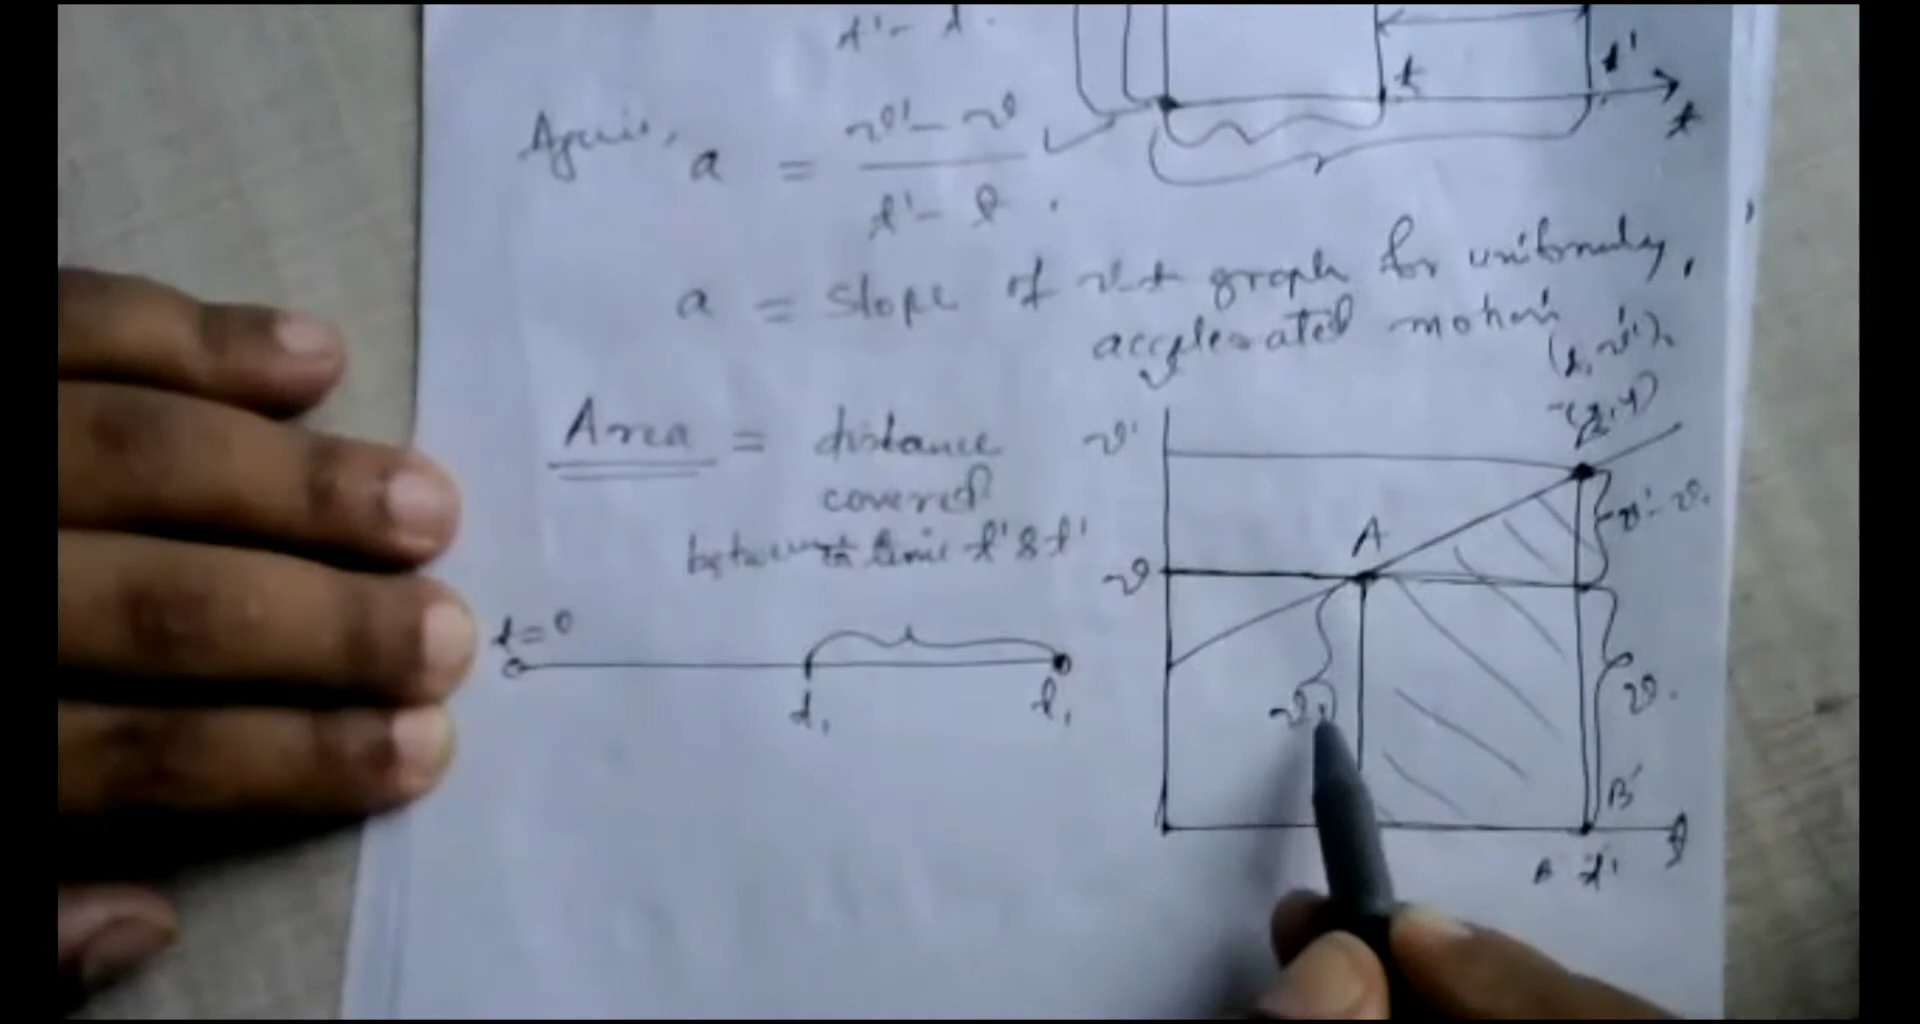 t'- t.
t
t'
t
Again, a = v'- v
t'- t.
a = slope of v-t graph for uniformly,
accelerated motion
(t, v').
(x, y)
Area = distance
covered
between time t' & t'
v'
v'- v.
A
v
t=0
t,
t,
v
v.
B'
B t'